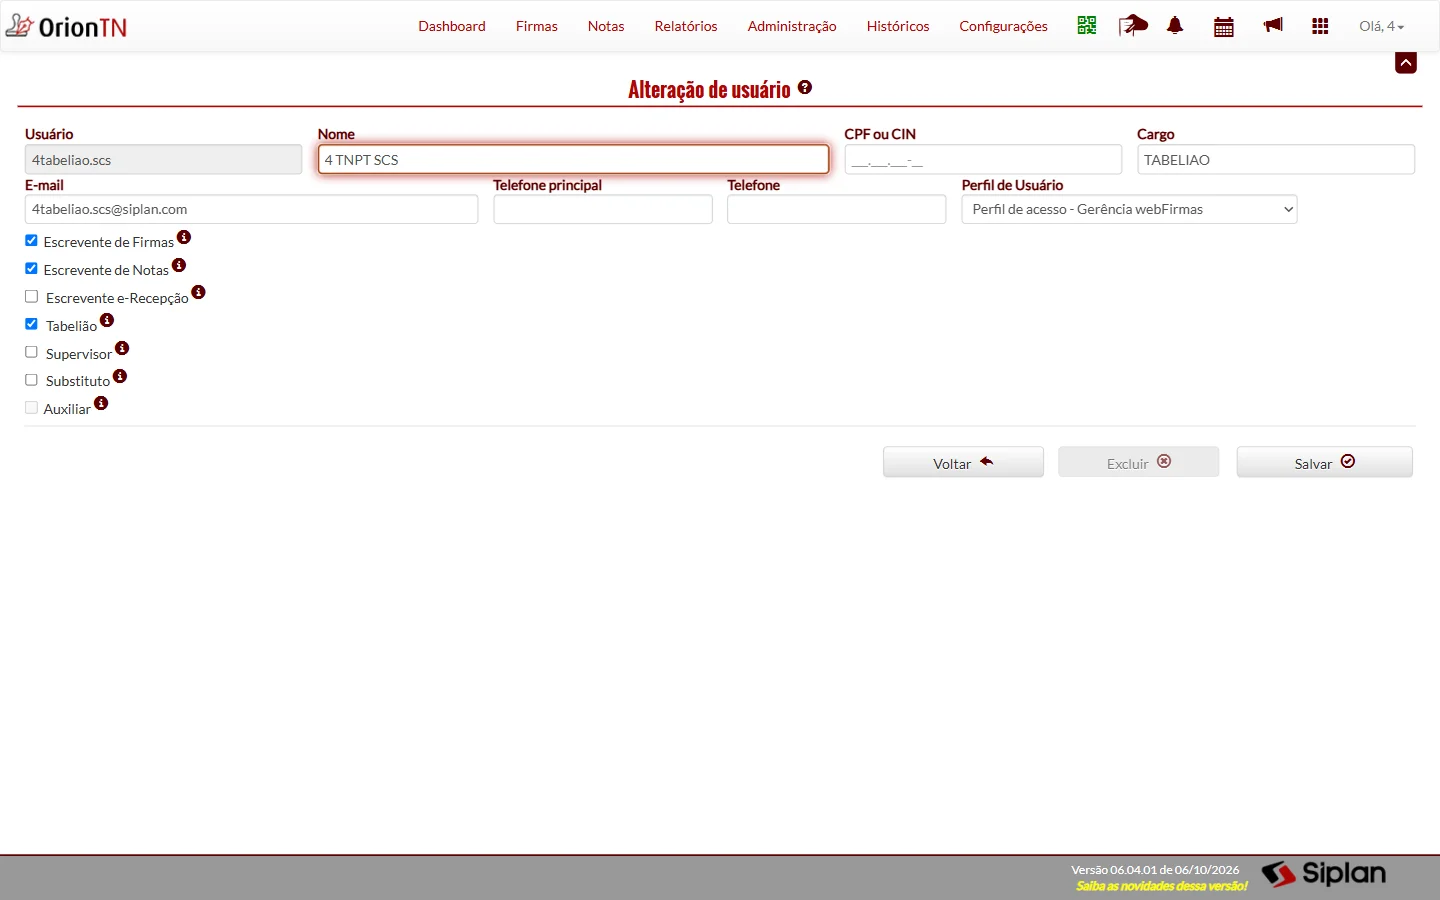 OrionTN
Dashboard Firmas Notas Relatórios Administração Históricos Configurações Olá, 4
Alteração de usuário
Usuário Nome CPF ou CIN Cargo
4tabeliao.scs 4 TNPT SCS ___.___.___-__ TABELIAO
E-mail Telefone principal Telefone Perfil de Usuário
4tabeliao.scs@siplan.com Perfil de acesso - Gerência webFirmas
Escrevente de Firmas
Escrevente de Notas
Escrevente e-Recepção
Tabelião
Supervisor
Substituto
Auxiliar
Voltar Excluir Salvar
Versão 06.04.01 de 06/10/2026
Saiba as novidades dessa versão!
Siplan